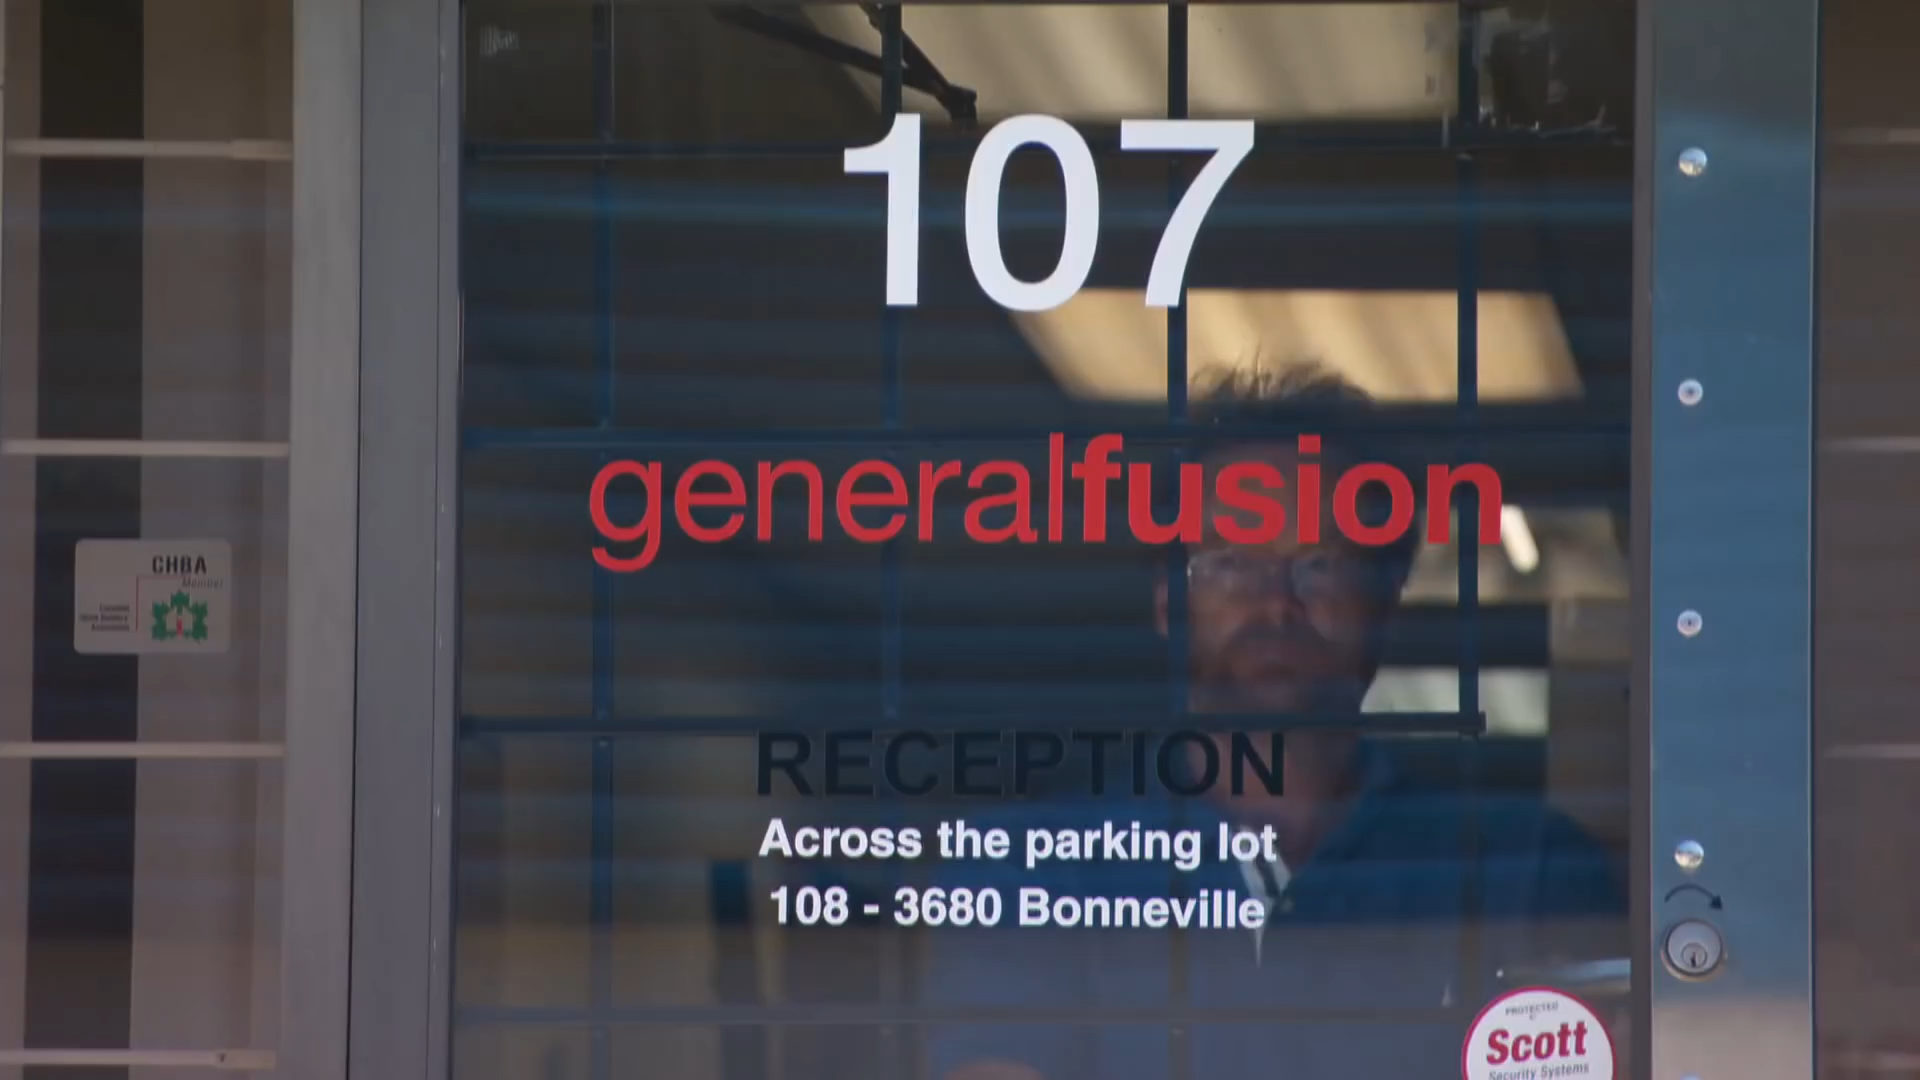 107
generalfusion
RECEPTION
Across the parking lot
108 - 3680 Bonneville
CHBA
Member
PROTECTED
Scott
Security Systems